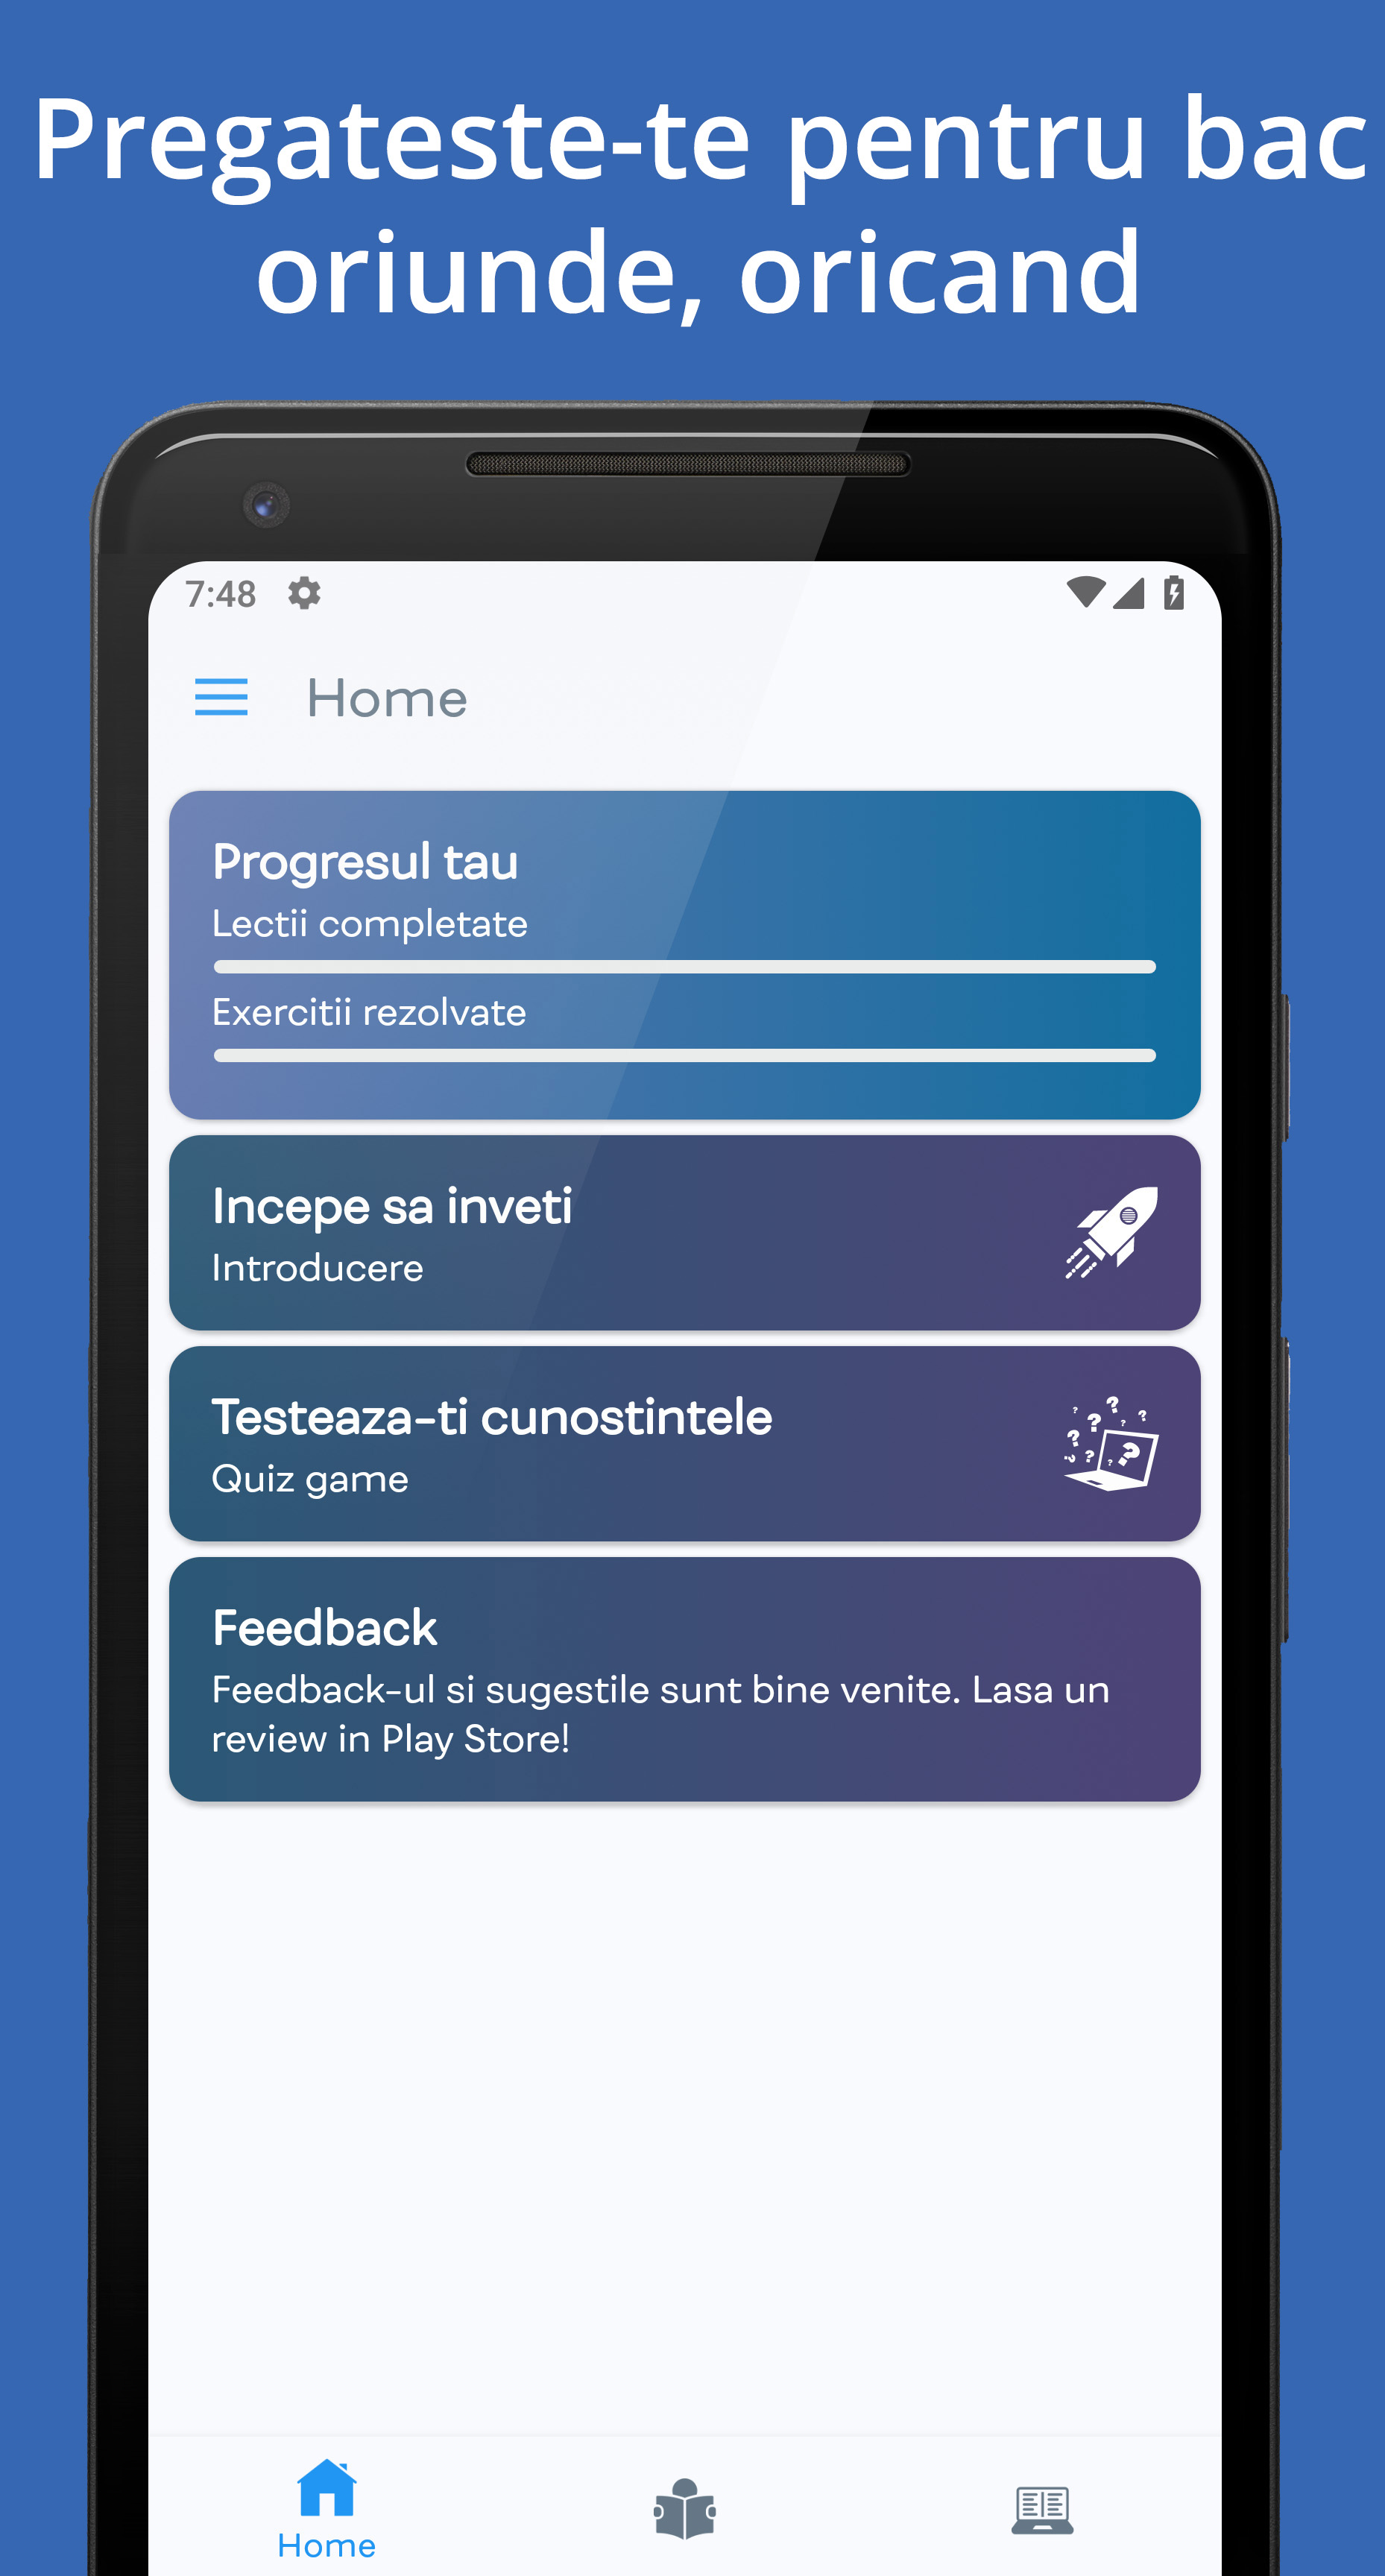 Pregateste-te pentru bac
oriunde, oricand
7:48
Home
Progresul tau
Lectii completate
Exercitii rezolvate
Incepe sa inveti
Introducere
Testeaza-ti cunostintele
Quiz game
Feedback
Feedback-ul si sugestile sunt bine venite. Lasa un
review in Play Store!
Home